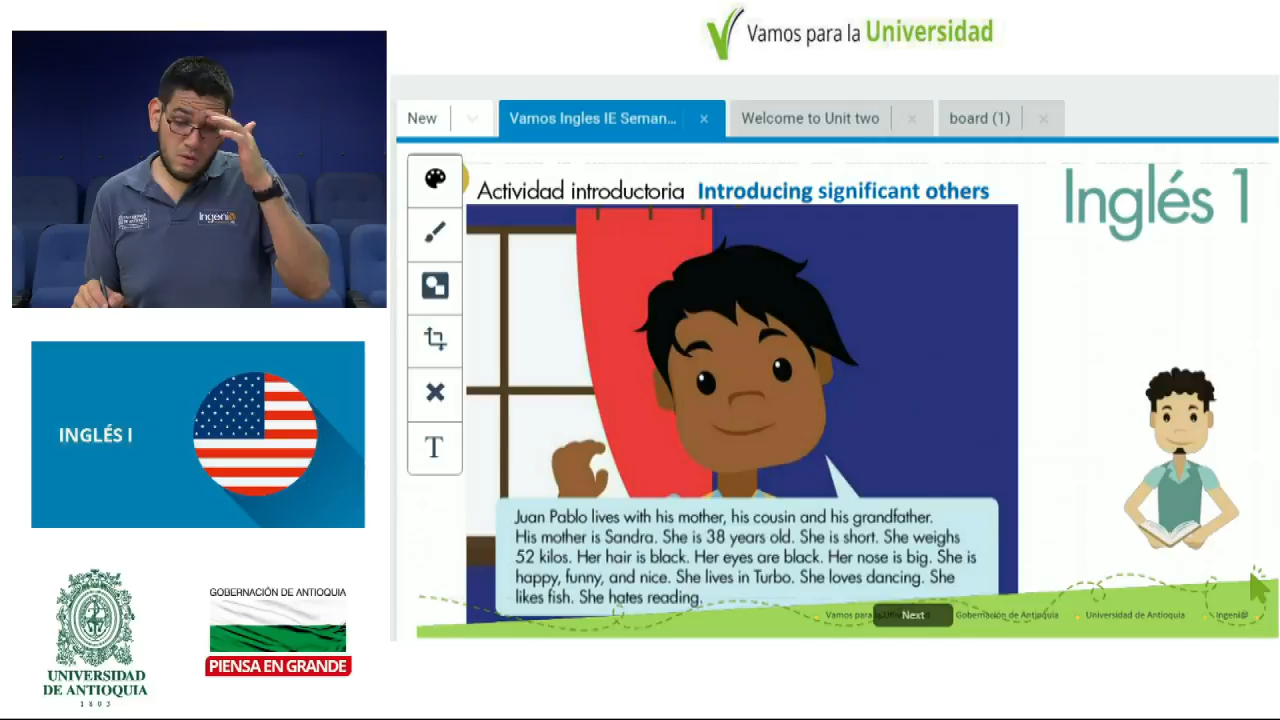 Vamos para la Universidad
New
Vamos Ingles IE Seman...
Welcome to Unit two
board (1)
Actividad introductoria Introducing significant others
Inglés 1
T
Juan Pablo lives with his mother, his cousin and his grandfather.
His mother is Sandra. She is 38 years old. She is short. She weighs
52 kilos. Her hair is black. Her eyes are black. Her nose is big. She is
happy, funny, and nice. She lives in Turbo. She loves dancing. She
likes fish. She hates reading.
Vamos para
Next
Gobernación de Antioquia
Universidad de Antioquia
Ingeni@
Ingeni@
INGLÉS I
UNIVERSIDAD
DE ANTIOQUIA
1803
GOBERNACIÓN DE ANTIOQUIA
PIENSA EN GRANDE